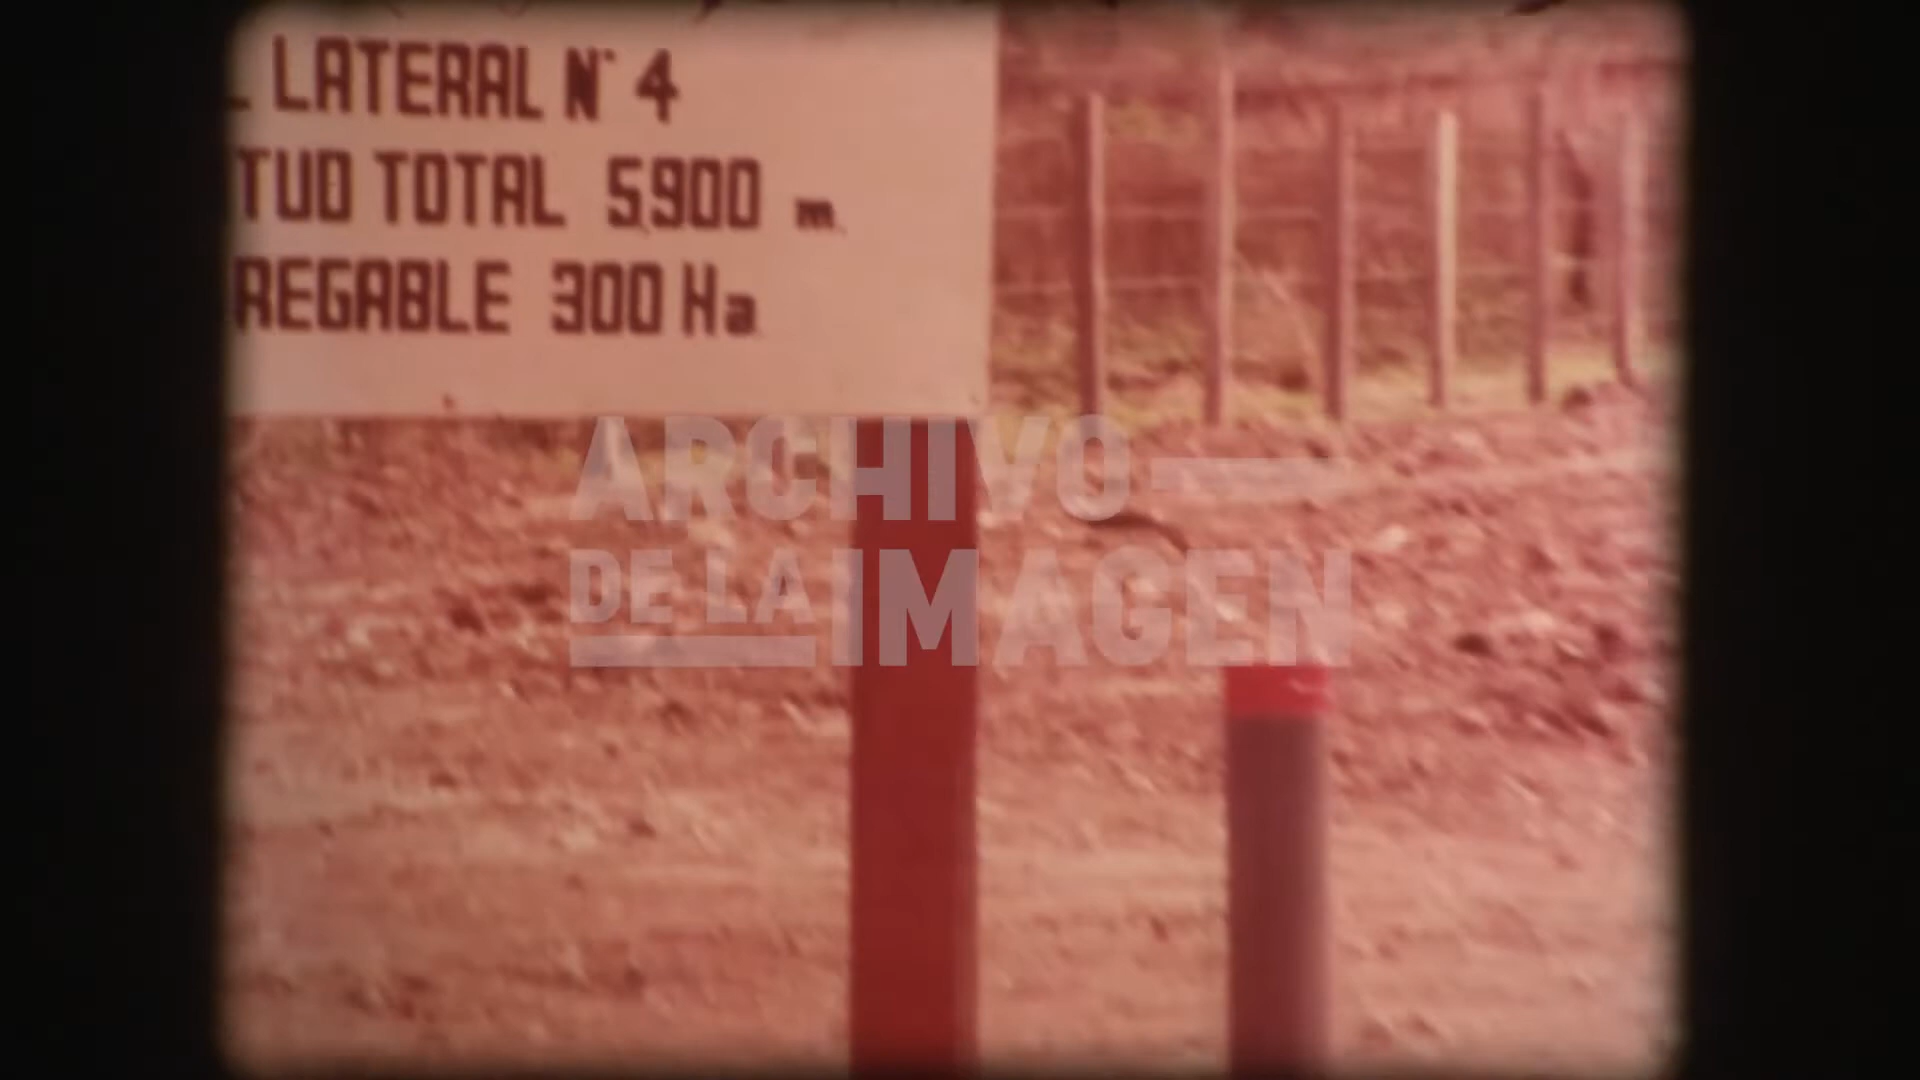 L LATERAL N° 4
TUD TOTAL 5.900 m.
REGABLE 300 Ha.
ARCHIVO
DE LA IMAGEN